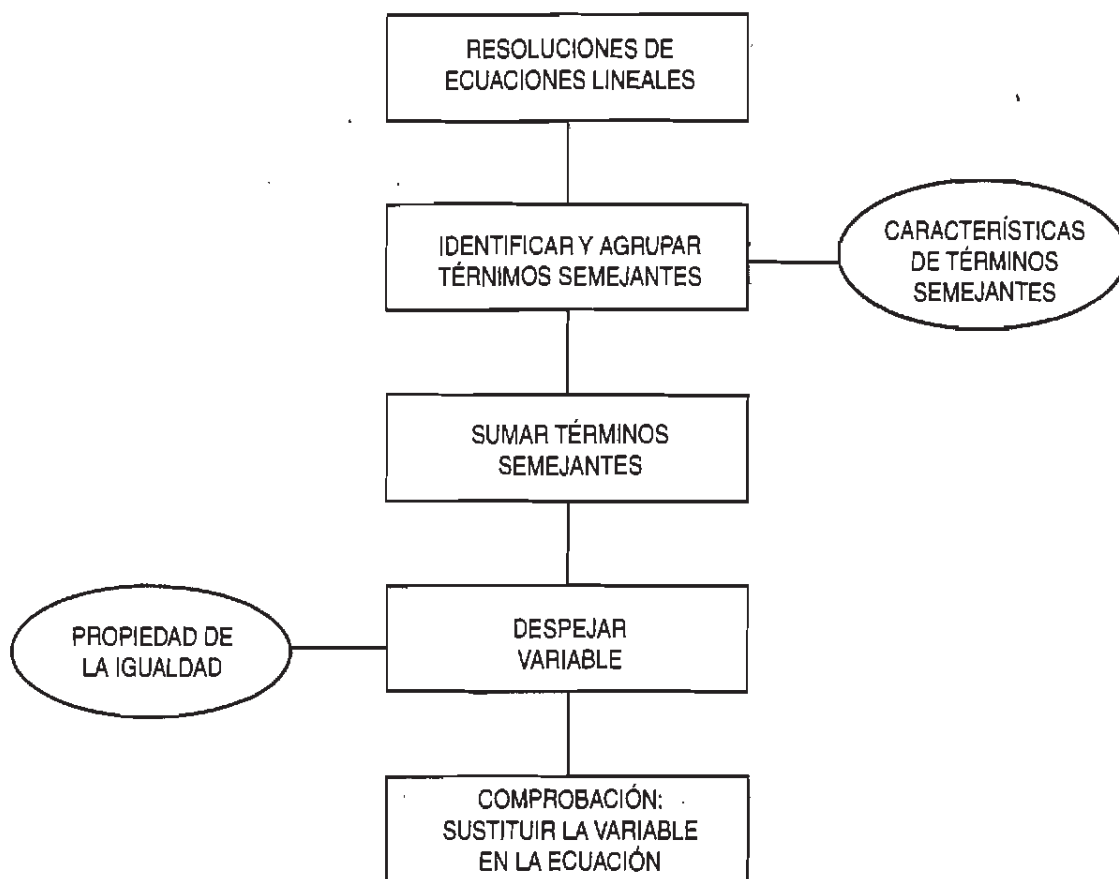 RESOLUCIONES DE
ECUACIONES LINEALES
IDENTIFICAR Y AGRUPAR
TÉRNIMOS SEMEJANTES
CARACTERÍSTICAS
DE TÉRMINOS
SEMEJANTES
SUMAR TÉRMINOS
SEMEJANTES
PROPIEDAD DE
LA IGUALDAD
DESPEJAR
VARIABLE
COMPROBACIÓN:
SUSTITUIR LA VARIABLE
EN LA ECUACIÓN